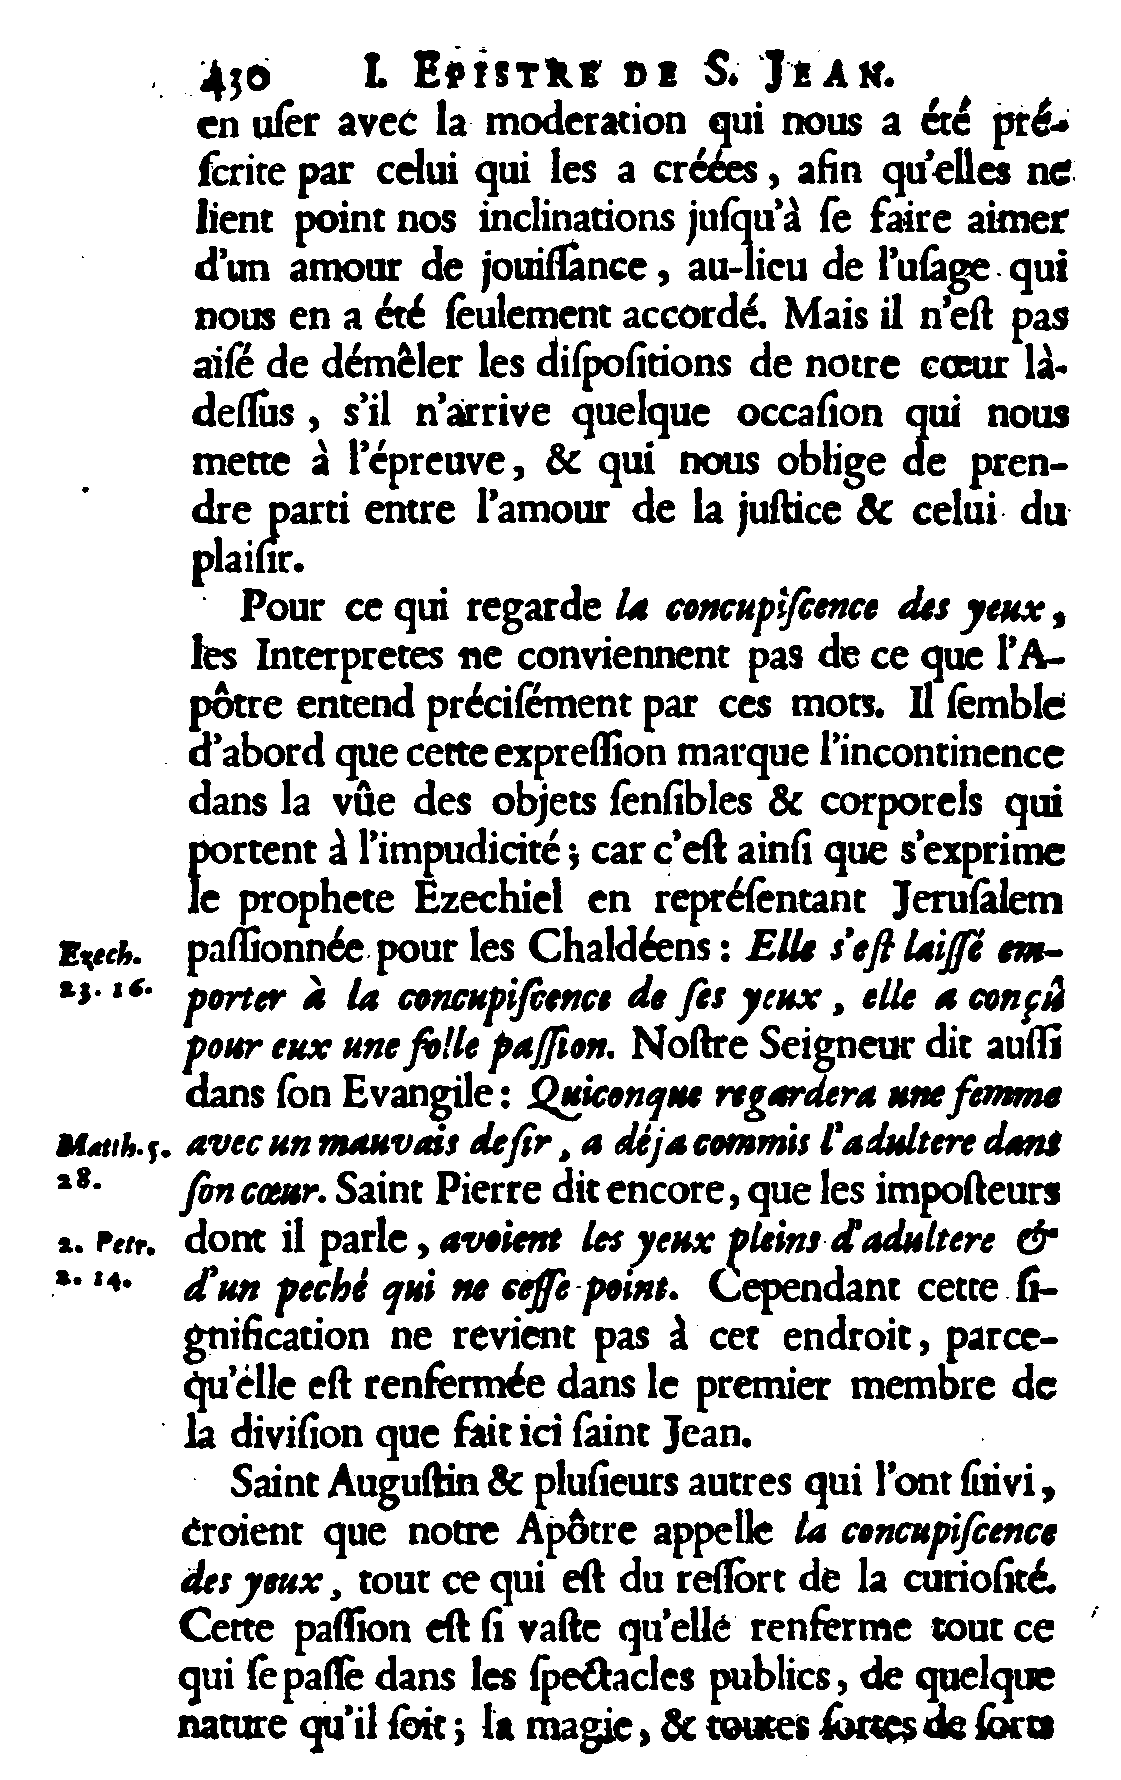 430 I. EPISTRE DE S. JEAN.
en uſer avec la moderation qui nous a été pré-
ſcrite par celui qui les a créées, afin qu'elles ne
lient point nos inclinations juſqu'à ſe faire aimer
d'un amour de jouiſſance, au-lieu de l'uſage qui
nous en a été ſeulement accordé. Mais il n'eſt pas
aiſé de démêler les diſpoſitions de notre cœur là-
deſſus, s'il n'arrive quelque occaſion qui nous
mette à l'épreuve, & qui nous oblige de pren-
dre parti entre l'amour de la juſtice & celui du
plaiſir.
Pour ce qui regarde la concupiſcence des yeux,
les Interpretes ne conviennent pas de ce que l'A-
pôtre entend préciſément par ces mots. Il ſemble
d'abord que cette expreſſion marque l'incontinence
dans la vûe des objets ſenſibles & corporels qui
portent à l'impudicité; car c'eſt ainſi que s'exprime
le prophete Ezechiel en repréſentant Jeruſalem
Ezech. 
23. 16.
paſſionnée pour les Chaldéens: Elle s'eſt laiſſé em-
porter à la concupiſcence de ſes yeux, elle a conçû
pour eux une folle paſſion. Noſtre Seigneur dit auſſi
dans ſon Evangile: Quiconque regardera une femme
Matth. 5.
28.
avec un mauvais deſir, a déja commis l'adultere dans
ſon cœur. Saint Pierre dit encore, que les impoſteurs
2. Petr.
2. 14.
dont il parle, avoient les yeux pleins d'adultere &
d'un peché qui ne ceſſe point. Cependant cette ſi-
gnification ne revient pas à cet endroit, parce-
qu'elle eſt renfermée dans le premier membre de
la diviſion que fait ici ſaint Jean.
Saint Auguſtin & pluſieurs autres qui l'ont ſuivi,
croient que notre Apôtre appelle la concupiſcence
des yeux, tout ce qui eſt du reſſort de la curioſité.
Cette paſſion eſt ſi vaſte qu'elle renferme tout ce
qui ſe paſſe dans les ſpectacles publics, de quelque
nature qu'il ſoit; la magie, & toutes ſortes de ſorts